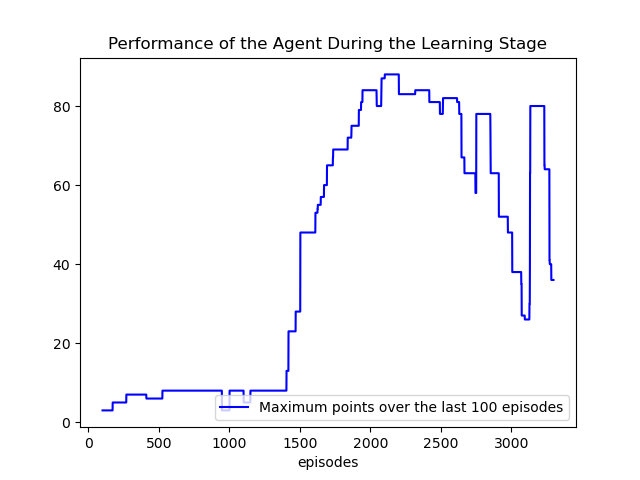 Performance of the Agent During the Learning Stage
80
60
40
20
0
Maximum points over the last 100 episodes
0 500 1000 1500 2000 2500 3000
episodes